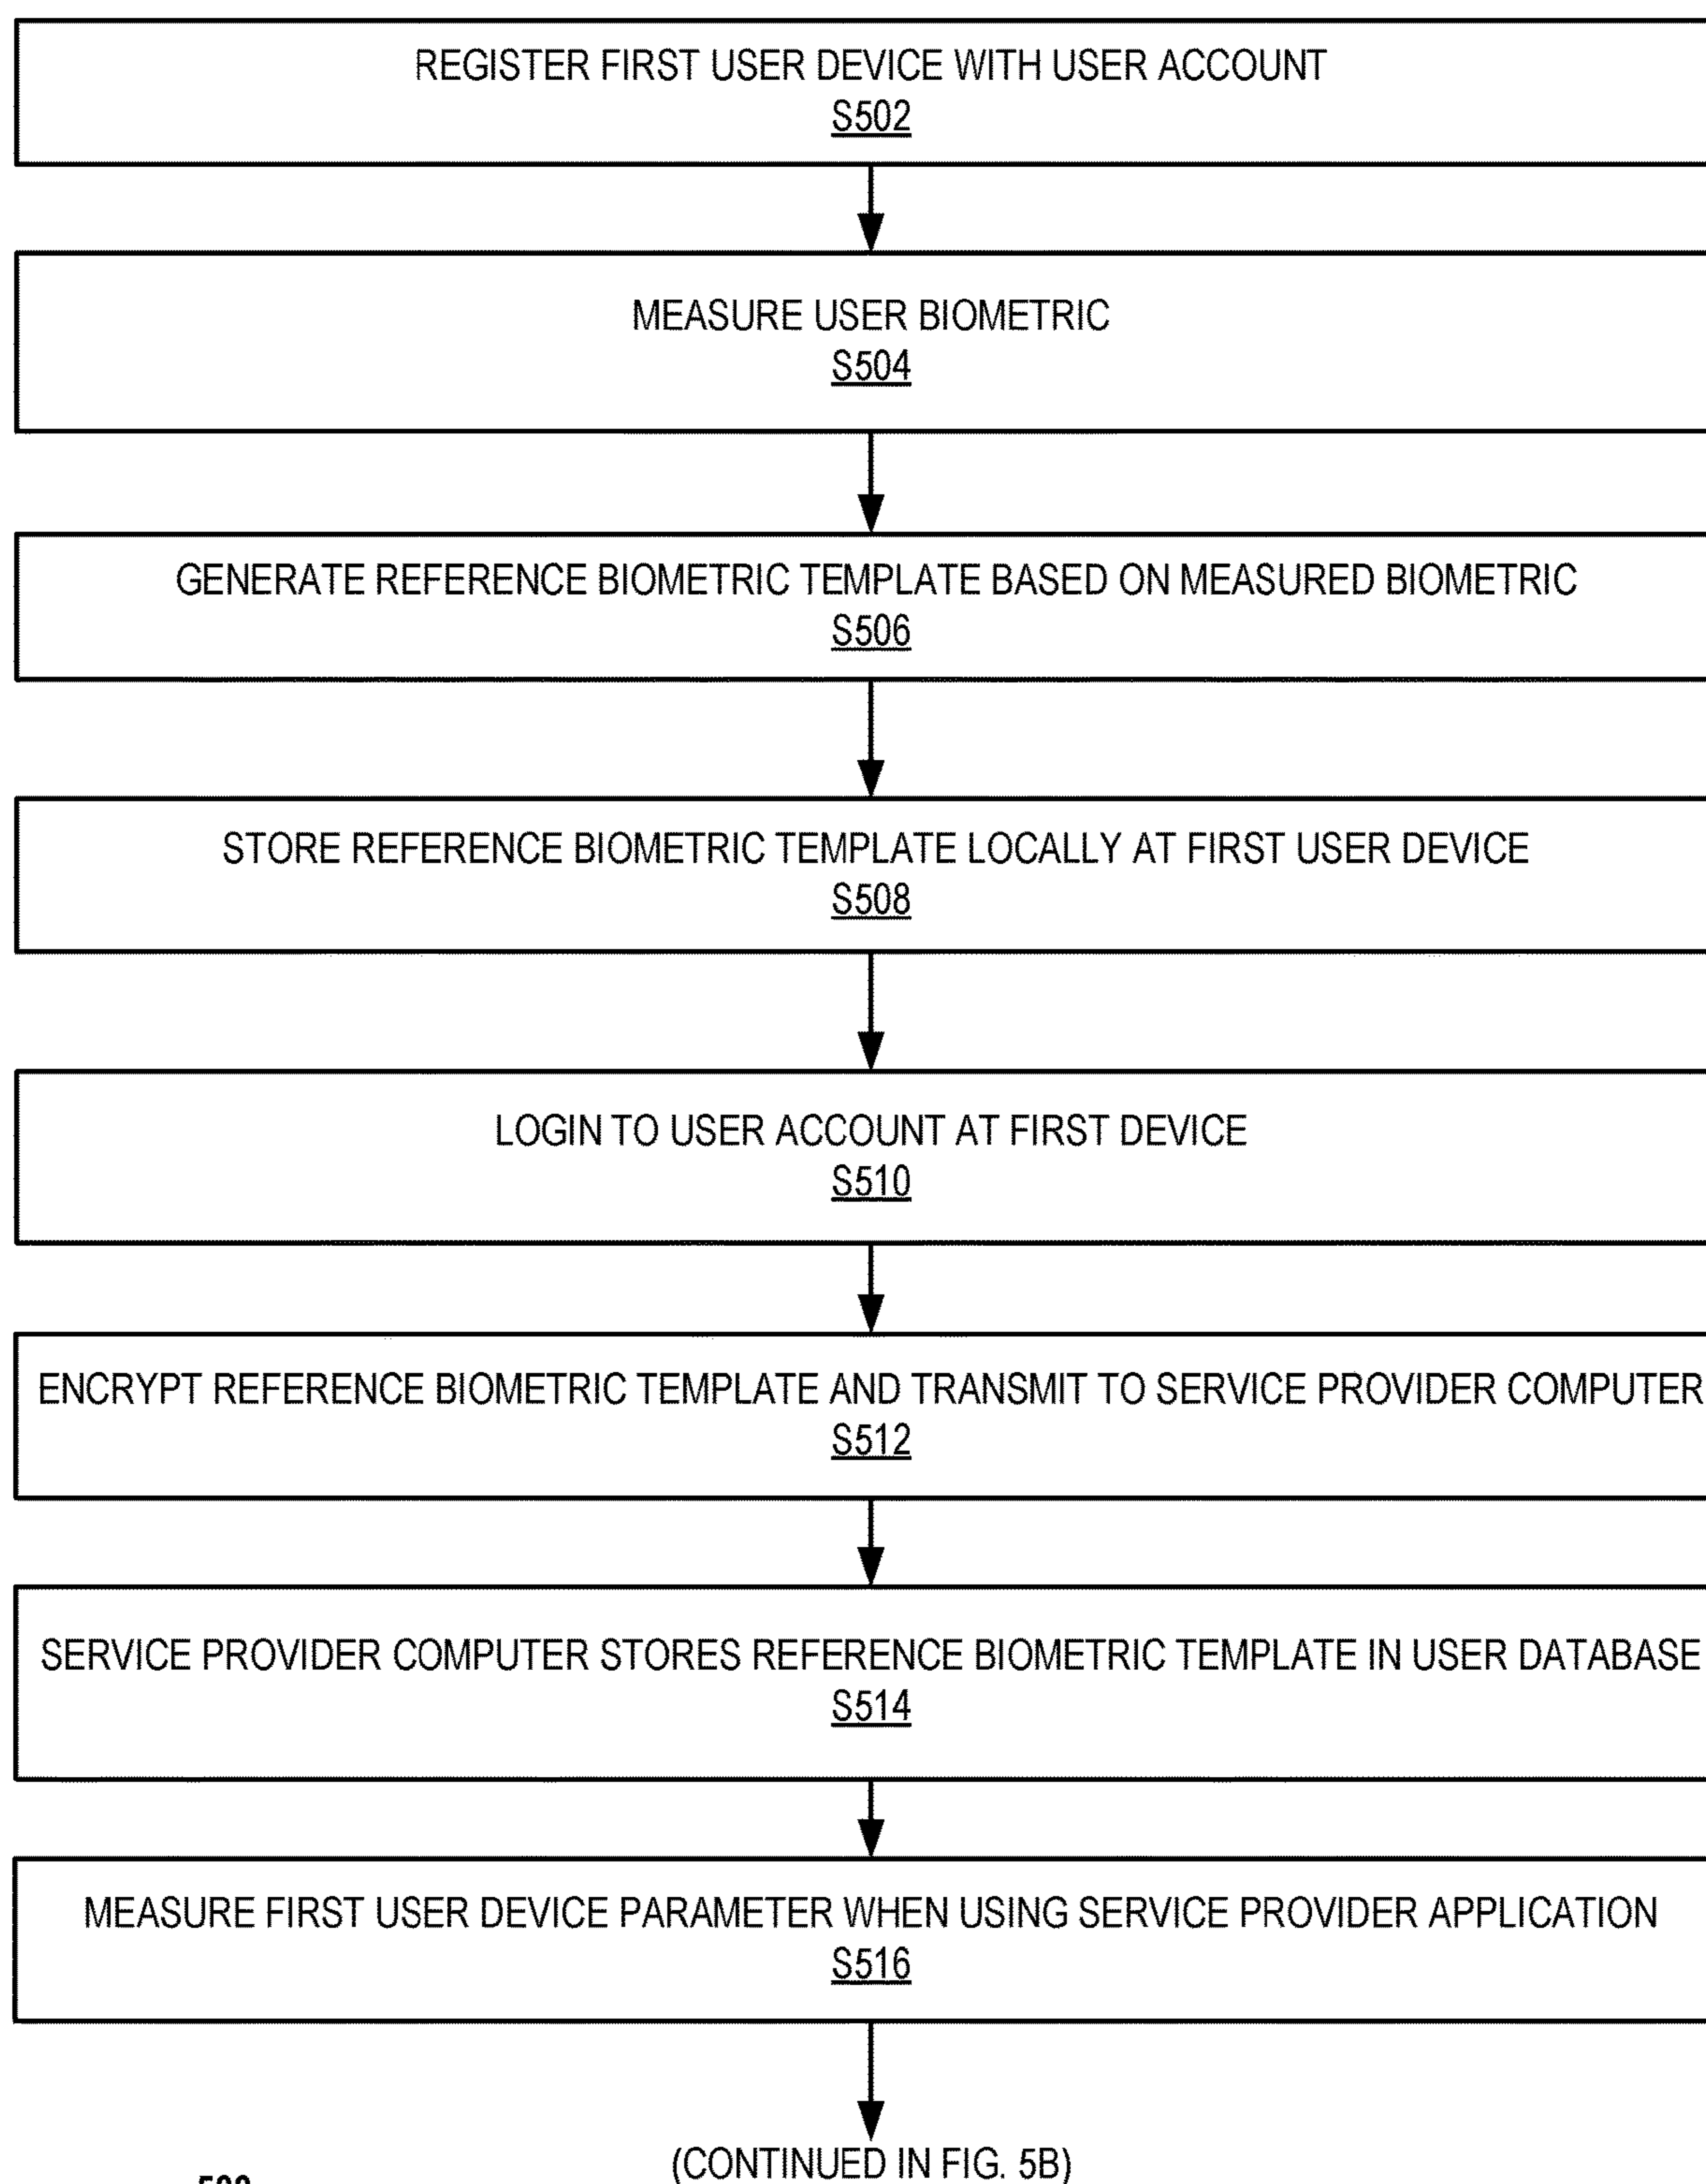 REGISTER FIRST USER DEVICE WITH USER ACCOUNT
S502
MEASURE USER BIOMETRIC
S504
GENERATE REFERENCE BIOMETRIC TEMPLATE BASED ON MEASURED BIOMETRIC
S506
STORE REFERENCE BIOMETRIC TEMPLATE LOCALLY AT FIRST USER DEVICE
S508
LOGIN TO USER ACCOUNT AT FIRST DEVICE
S510
ENCRYPT REFERENCE BIOMETRIC TEMPLATE AND TRANSMIT TO SERVICE PROVIDER COMPUTER
S512
SERVICE PROVIDER COMPUTER STORES REFERENCE BIOMETRIC TEMPLATE IN USER DATABASE
S514
MEASURE FIRST USER DEVICE PARAMETER WHEN USING SERVICE PROVIDER APPLICATION
S516
(CONTINUED IN FIG. 5B)